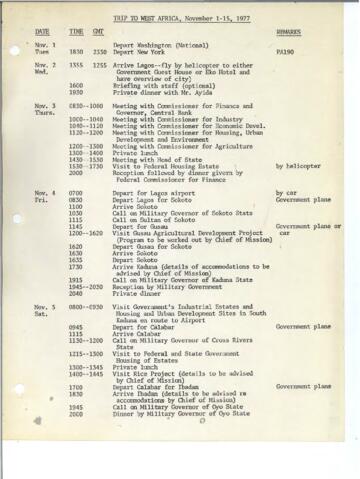 TRIP TO WEST AFRICA, November 1-15, 1977
DATE TIME GMT REMARKS
Nov. 1 Depart Washington (National)
Tues 1830 2330 Depart New York PA190
Nov. 2 1355 1255 Arrive Lagos--fly by helicopter to either
Wed. Government Guest House or Eko Hotel and
have overview of city)
1600 Briefing with staff (optional)
1930 Private dinner with Mr. Ayida
Nov. 3 0830--1000 Meeting with Commissioner for Finance and
Thurs. Governor, Central Bank
1000--1040 Meeting with Commissioner for Industry
1040--1120 Meeting with Commissioner for Economic Devel.
1120--1200 Meeting with Commissioner for Housing, Urban
Development and Environment
1200--1300 Meeting with Commissioner for Agriculture
1300--1400 Private lunch
1430--1530 Meeting with Head of State
1530--1730 Visit to Federal Housing Estate by helicopter
2000 Reception followed by dinner given by
Federal Commissioner for Finance
Nov. 4 0700 Depart for Lagos airport by car
Fri. 0830 Depart Lagos for Sokoto Government plane
1100 Arrive Sokoto
1030 Call on Military Governor of Sokoto State
1115 Call on Sultan of Sokoto
1145 Depart for Gusau Government plane or
1200--1620 Visit Gusau Agricultural Development Project car
(Program to be worked out by Chief of Mission)
1620 Depart Gusau for Sokoto
1630 Arrive Sokoto
1635 Depart Sokoto
1730 Arrive Kaduna (details of accommodations to be
advised by Chief of Mission)
1915 Call on Military Governor of Kaduna State
1945--2030 Reception by Military Government
2040 Private dinner
Nov. 5 0800--0930 Visit Government's Industrial Estates and
Sat. Housing and Urban Development Sites in South
Kaduna en route to Airport
0945 Depart for Calabar Government plane
1115 Arrive Calabar
1130--1200 Call on Military Governor of Cross Rivers
State
1215--1300 Visit to Federal and State Government
Housing of Estates
1300--1345 Private lunch
1400--1645 Visit Rice Project (details to be advised
by Chief of Mission)
1700 Depart Calabar for Ibadan Government plane
1830 Arrive Ibadan (details to be advised re
accommodations by Chief of Mission)
1945 Call on Military Governor of Oyo State
2000 Dinner by Military Governor of Oyo State